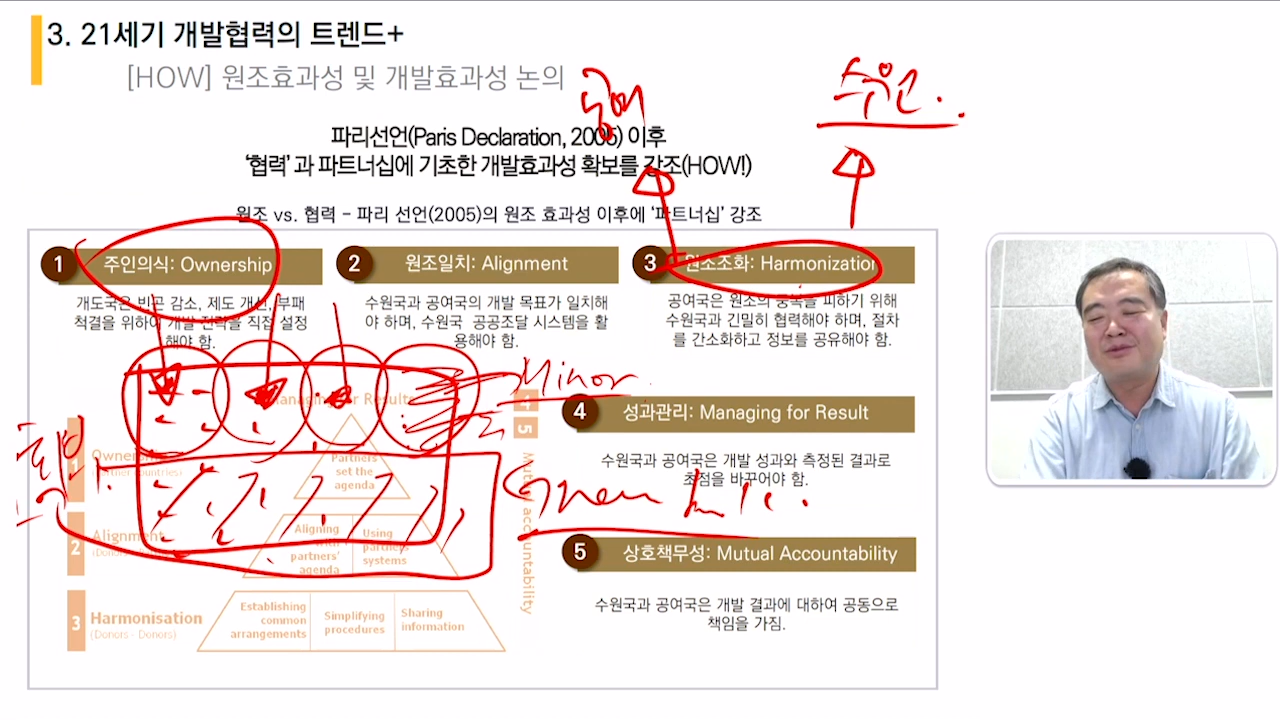 3. 21세기 개발협력의 트렌드+
[HOW] 원조효과성 및 개발효과성 논의
공여
수원
파리선언(Paris Declaration, 2005) 이후
‘협력’과 파트너십에 기초한 개발효과성 확보를 강조(HOW!)
원조 vs. 협력 – 파리 선언(2005)의 원조 효과성 이후에 ‘파트너십’ 강조
1 주인의식: Ownership
개도국은 빈곤 감소, 제도 개선, 부패
척결을 위하여 개발 전략을 직접 설정
해야 함.
2 원조일치: Alignment
수원국과 공여국의 개발 목표가 일치해
야 하며, 수원국 공공조달 시스템을 활
용해야 함.
3 원조조화: Harmonization
공여국은 원조의 중복을 피하기 위해
수원국과 긴밀히 협력해야 하며, 절차
를 간소화하고 정보를 공유해야 함.
Minor
4 성과관리: Managing for Result
수원국과 공여국은 개발 성과와 측정된 결과로
초점을 바꾸어야 함.
5 상호책무성: Mutual Accountability
수원국과 공여국은 개발 결과에 대하여 공동으로
책임을 가짐.
Managing for Results
4
5 Mutual accountability
1 Ownership
(Partner countries)
Partners
set the
agenda
2 Alignment
Aligning
with
partners’
agenda
Using
partners’
systems
3 Harmonisation
(Donors - Donors)
Establishing
common
arrangements
Simplifying
procedures
Sharing
information